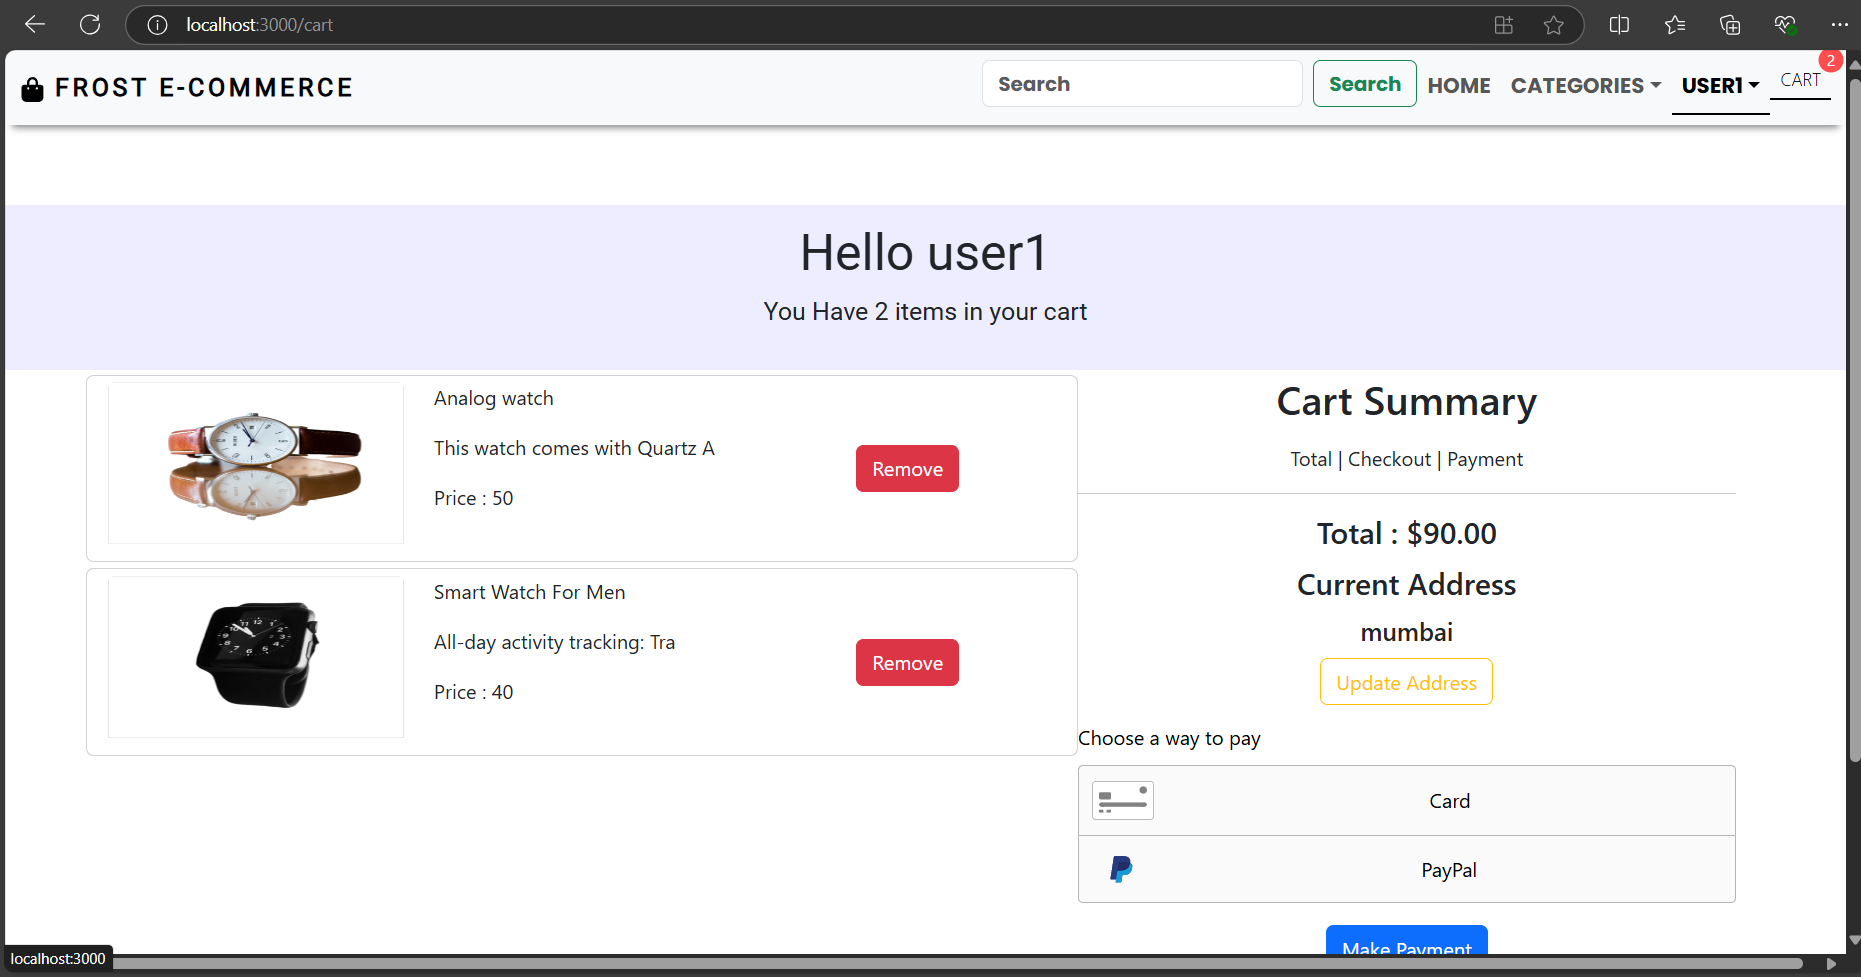 localhost:3000/cart
FROST E-COMMERCE
Search
Search
HOME
CATEGORIES
USER1
CART
2
Hello user1
You Have 2 items in your cart
Analog watch
This watch comes with Quartz A
Price : 50
Remove
Smart Watch For Men
All-day activity tracking: Tra
Price : 40
Remove
Cart Summary
Total | Checkout | Payment
Total : $90.00
Current Address
mumbai
Update Address
Choose a way to pay
Card
PayPal
Make Payment
localhost:3000